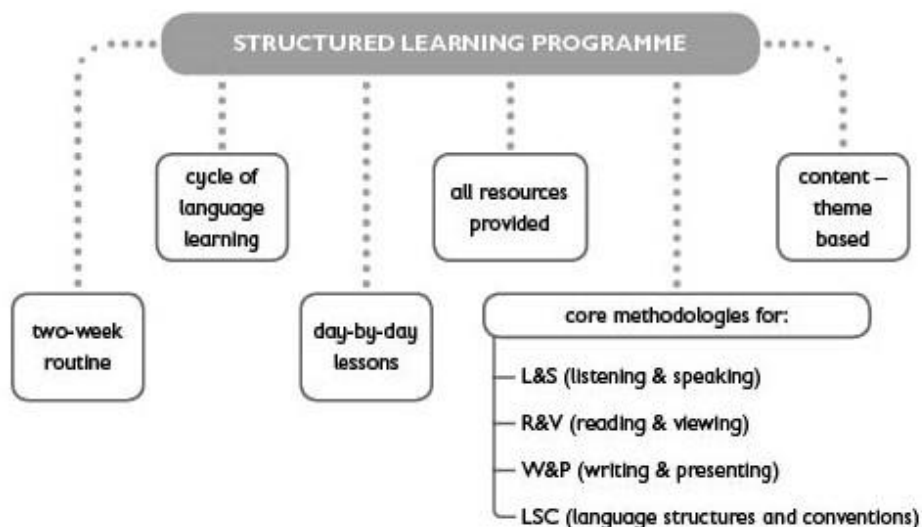 STRUCTURED LEARNING PROGRAMME
cycle of
language
learning
all resources
provided
content –
theme
based
two-week
routine
day-by-day
lessons
core methodologies for:
L&S (listening & speaking)
R&V (reading & viewing)
W&P (writing & presenting)
LSC (language structures and conventions)